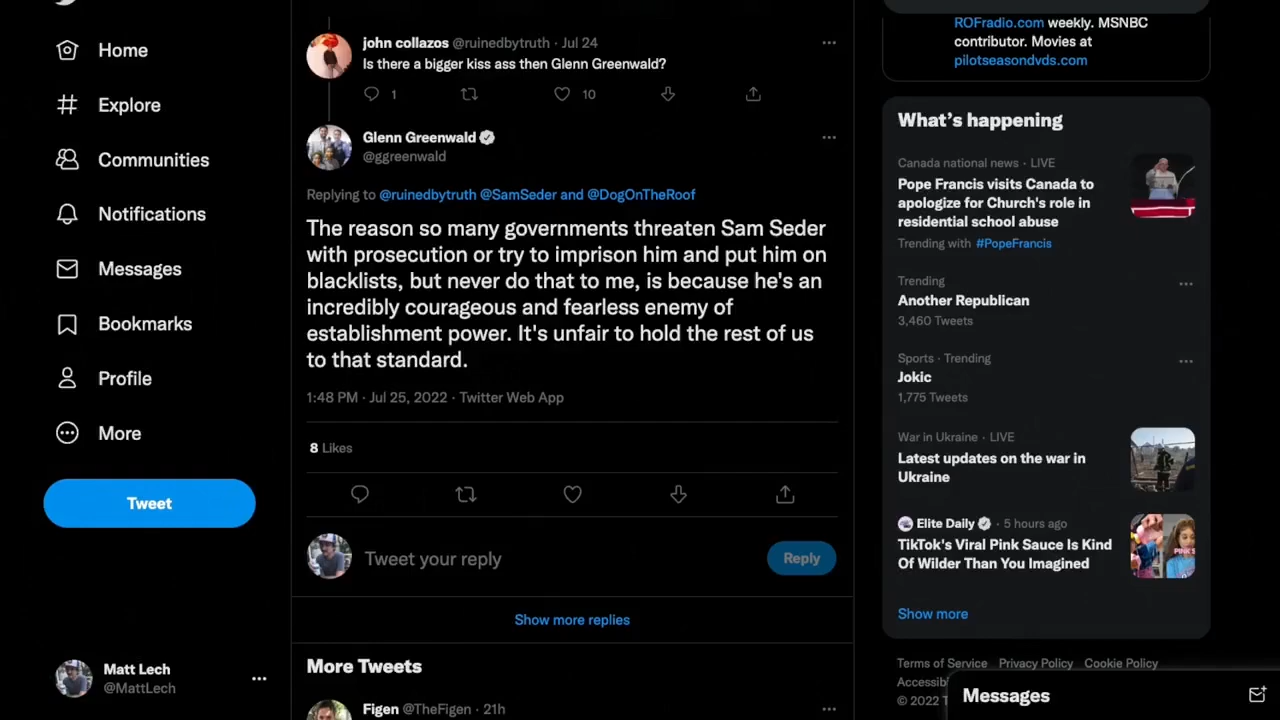 Home
Explore
Communities
Notifications
Messages
Bookmarks
Profile
More
Tweet
Matt Lech
@MattLech
john collazos @ruinedbytruth · Jul 24
Is there a bigger kiss ass then Glenn Greenwald?
1
10
Glenn Greenwald
@ggreenwald
Replying to @ruinedbytruth @SamSeder and @DogOnTheRoof
The reason so many governments threaten Sam Seder
with prosecution or try to imprison him and put him on
blacklists, but never do that to me, is because he's an
incredibly courageous and fearless enemy of
establishment power. It's unfair to hold the rest of us
to that standard.
1:48 PM · Jul 25, 2022 · Twitter Web App
8 Likes
Tweet your reply
Reply
Show more replies
More Tweets
Figen @TheFigen · 21h
ROFradio.com weekly. MSNBC
contributor. Movies at
pilotseasondvds.com
What's happening
Canada national news · LIVE
Pope Francis visits Canada to
apologize for Church's role in
residential school abuse
Trending with #PopeFrancis
Trending
Another Republican
3,460 Tweets
Sports · Trending
Jokic
1,775 Tweets
War in Ukraine · LIVE
Latest updates on the war in
Ukraine
Elite Daily · 5 hours ago
TikTok's Viral Pink Sauce Is Kind
Of Wilder Than You Imagined
Show more
Terms of Service Privacy Policy Cookie Policy
Accessibi
© 2022 T
Messages